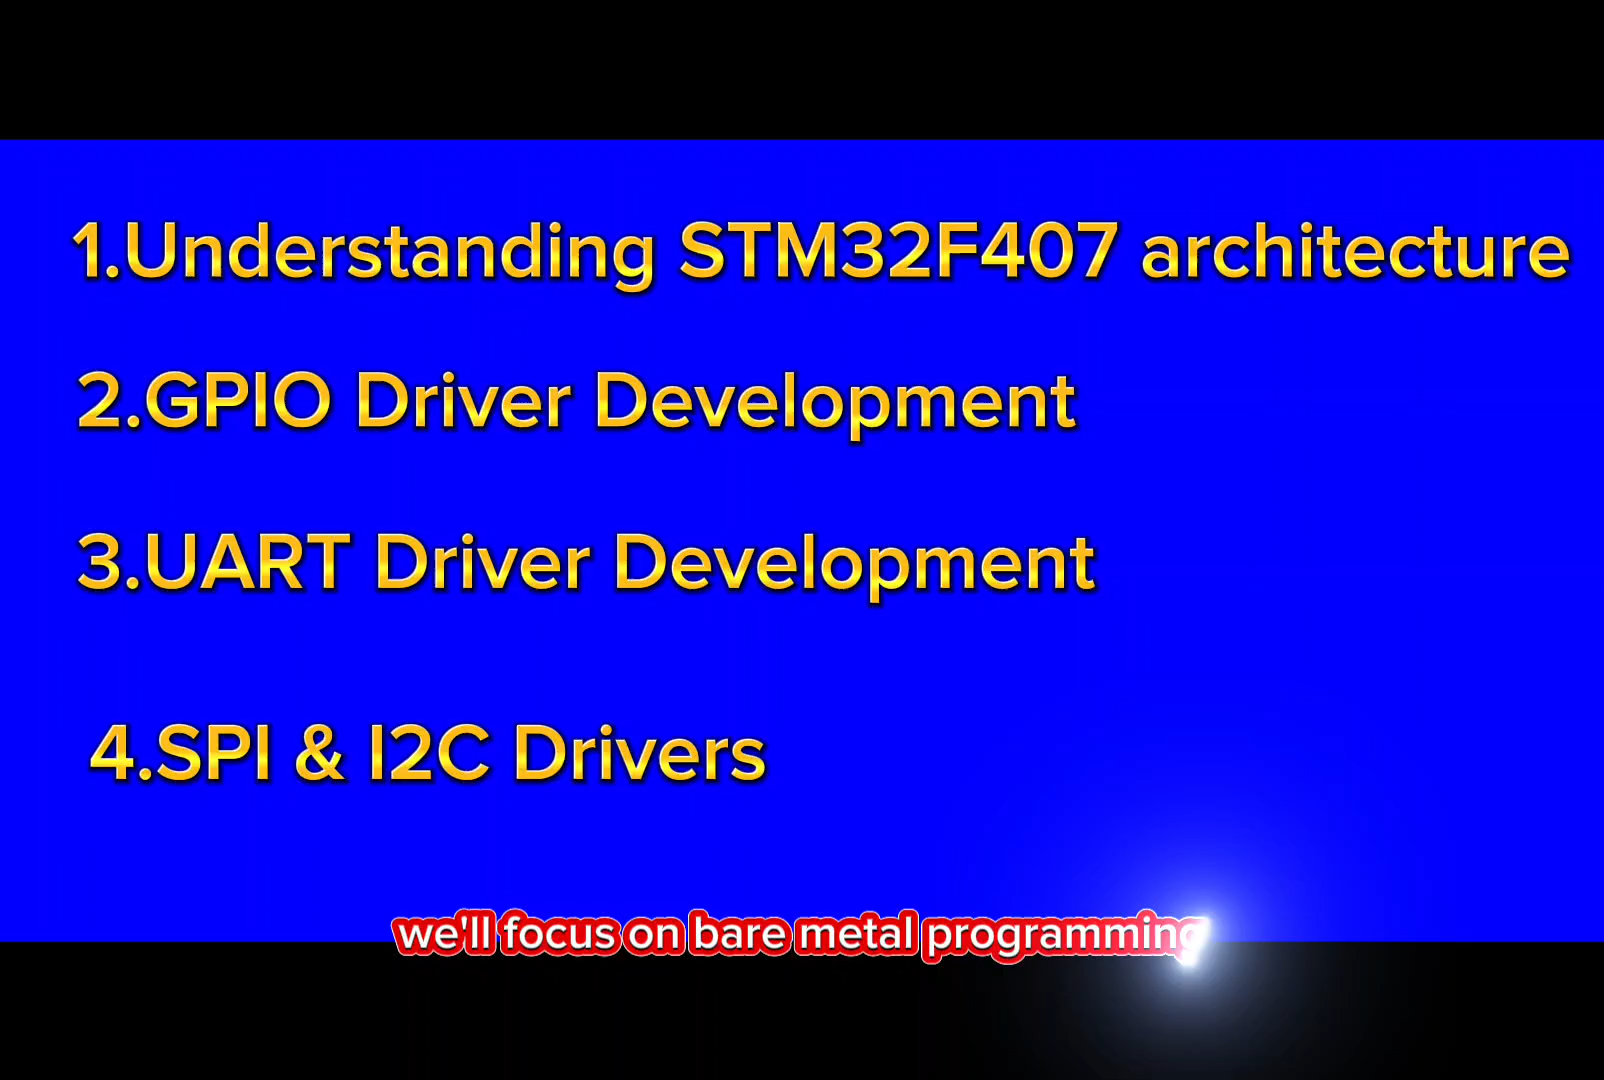 1.Understanding STM32F407 architecture
2.GPIO Driver Development
3.UART Driver Development
4.SPI & I2C Drivers
we'll focus on bare metal programming